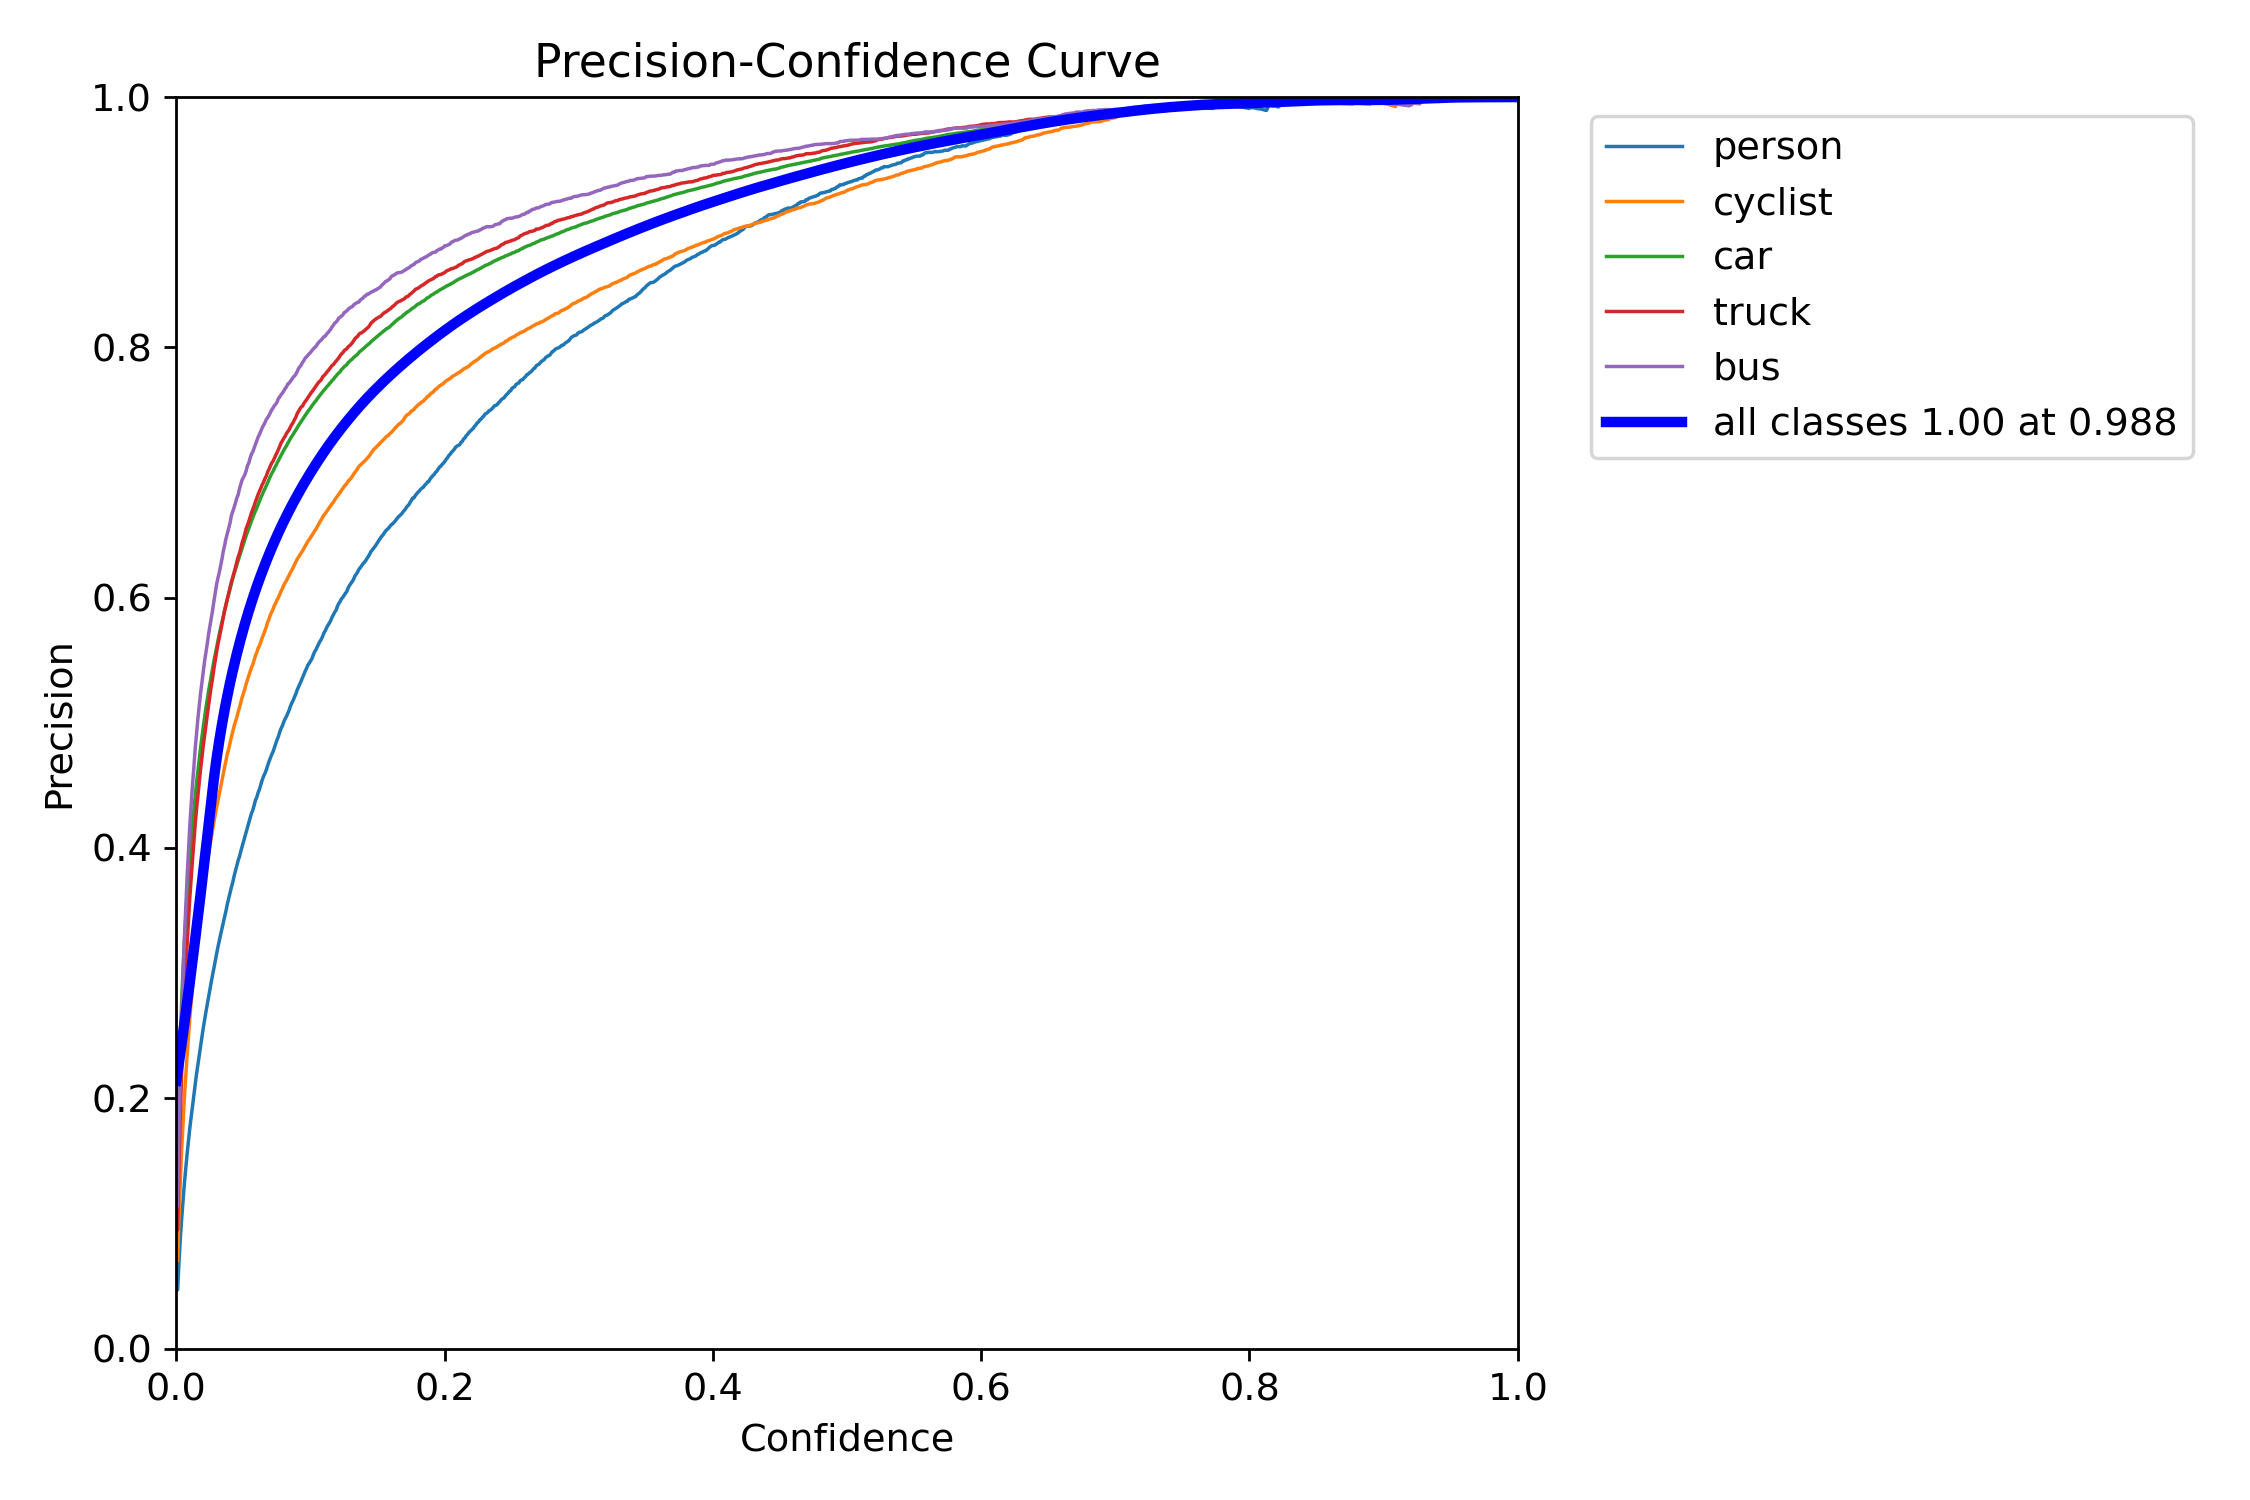 Precision-Confidence Curve
1.0
0.8
0.6
0.4
0.2
0.0
Precision
0.0 0.2 0.4 0.6 0.8 1.0
Confidence
person
cyclist
car
truck
bus
all classes 1.00 at 0.988